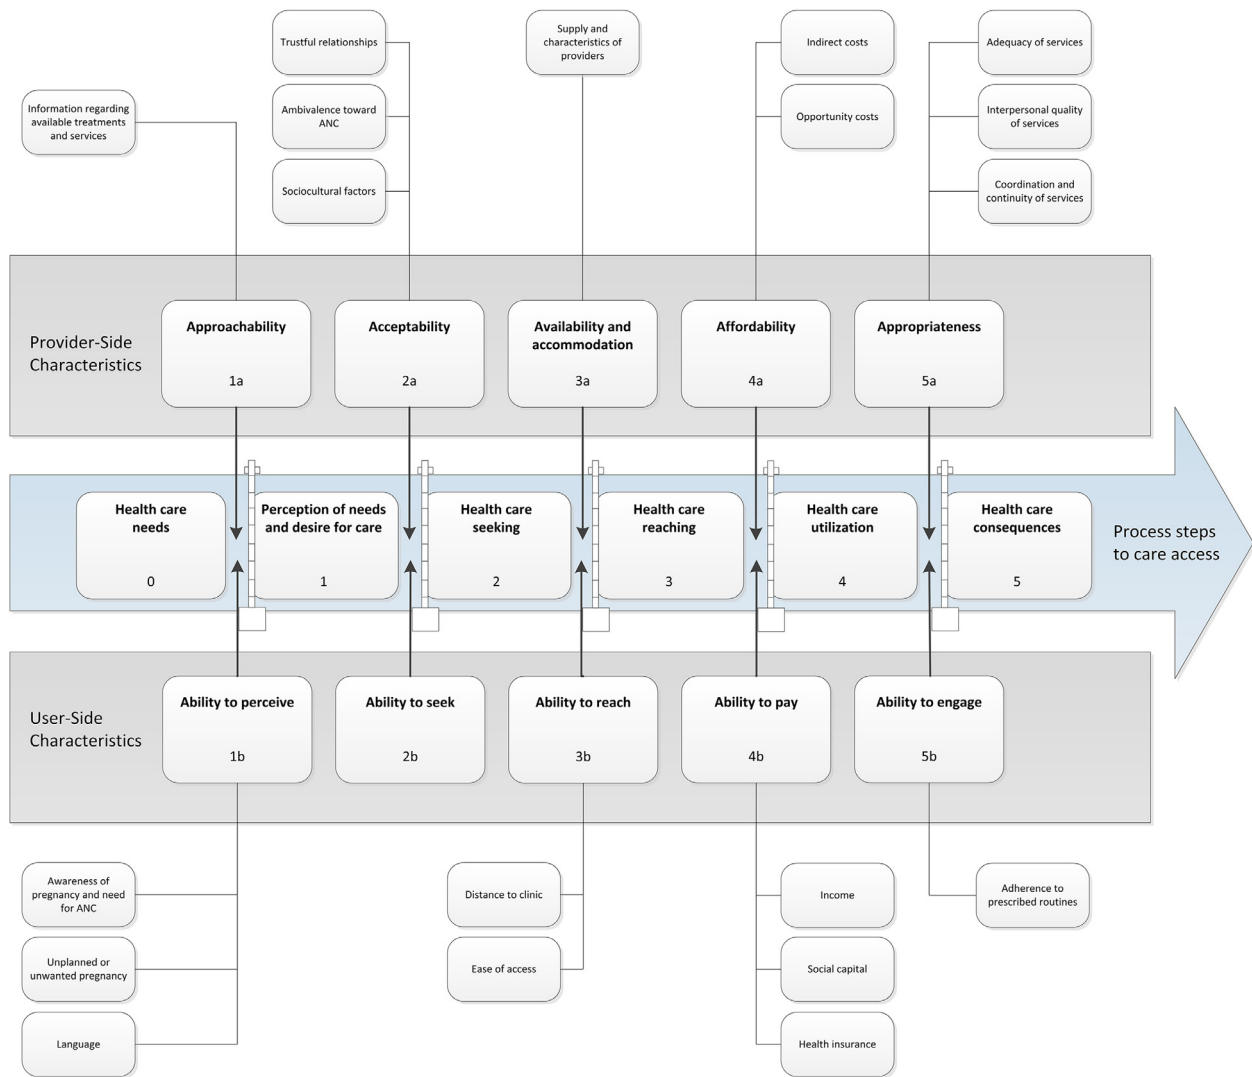 Trustful relationships
Supply and
characteristics of
providers
Indirect costs
Adequacy of services
Information regarding
available treatments
and services
Ambivalence toward
ANC
Opportunity costs
Interpersonal quality
of services
Sociocultural factors
Coordination and
continuity of services
Provider-Side
Characteristics
Approachability
1a
Acceptability
2a
Availability and
accommodation
3a
Affordability
4a
Appropriateness
5a
Health care
needs
0
Perception of needs
and desire for care
1
Health care
seeking
2
Health care
reaching
3
Health care
utilization
4
Health care
consequences
5
Process steps
to care access
User-Side
Characteristics
Ability to perceive
1b
Ability to seek
2b
Ability to reach
3b
Ability to pay
4b
Ability to engage
5b
Awareness of
pregnancy and need
for ANC
Distance to clinic
Income
Adherence to
prescribed routines
Unplanned or
unwanted pregnancy
Ease of access
Social capital
Language
Health insurance